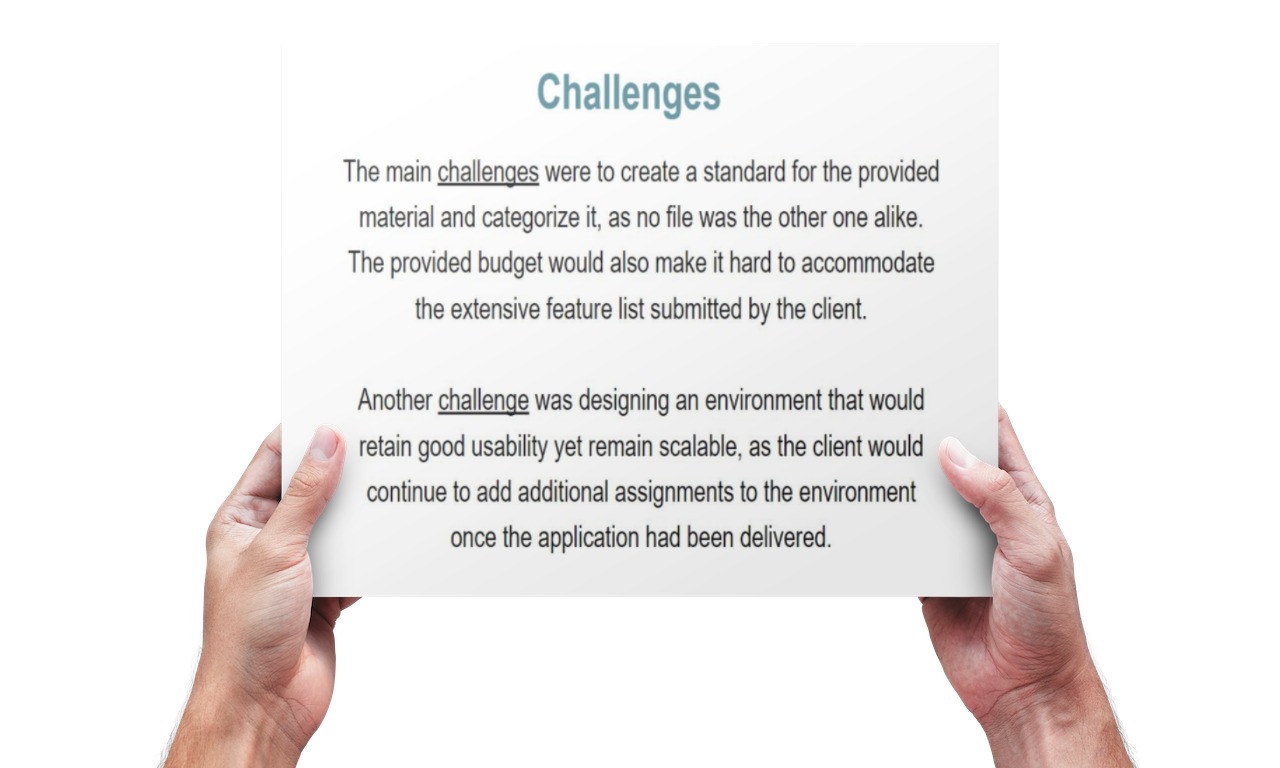 Challenges
The main challenges were to create a standard for the provided
material and categorize it, as no file was the other one alike.
The provided budget would also make it hard to accommodate
the extensive feature list submitted by the client.
Another challenge was designing an environment that would
retain good usability yet remain scalable, as the client would
continue to add additional assignments to the environment
once the application had been delivered.